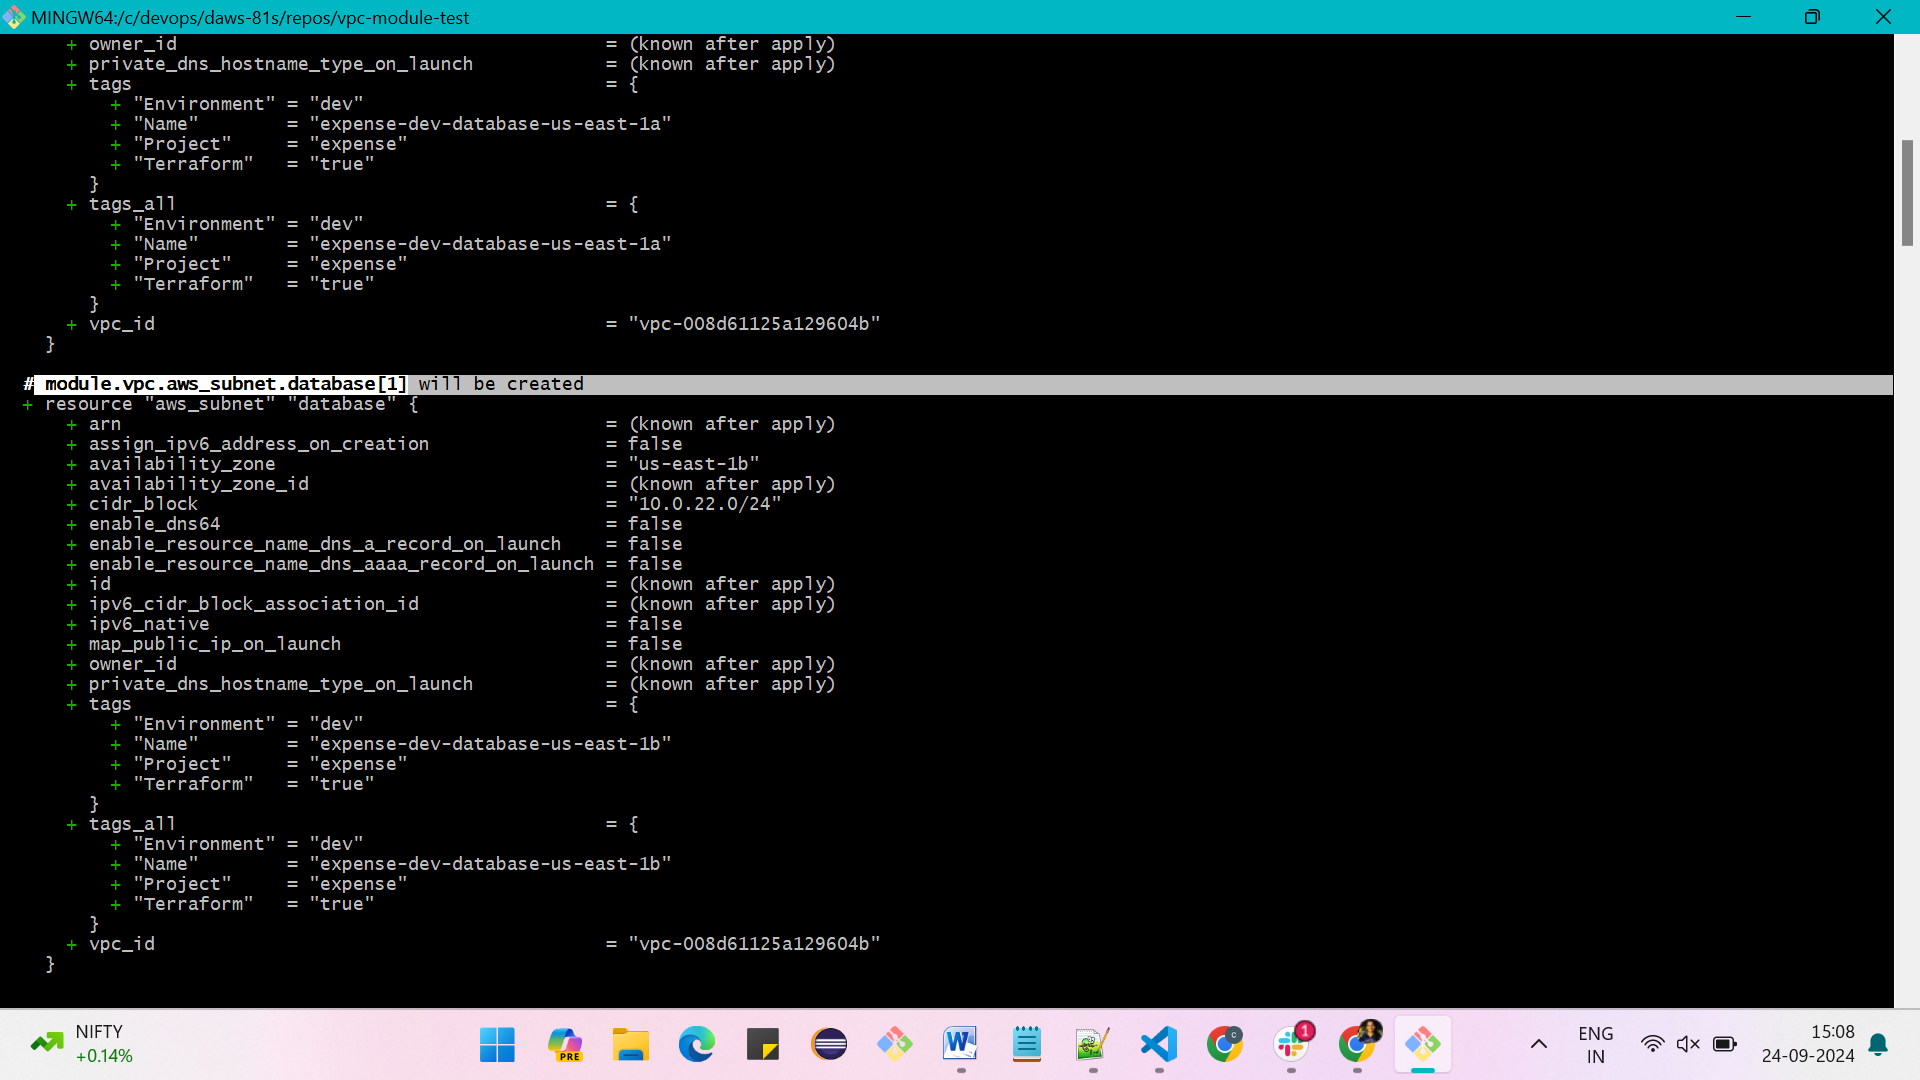 MINGW64:/c/devops/daws-81s/repos/vpc-module-test
+ owner_id = (known after apply)
+ private_dns_hostname_type_on_launch = (known after apply)
+ tags = {
+ "Environment" = "dev"
+ "Name" = "expense-dev-database-us-east-1a"
+ "Project" = "expense"
+ "Terraform" = "true"
}
+ tags_all = {
+ "Environment" = "dev"
+ "Name" = "expense-dev-database-us-east-1a"
+ "Project" = "expense"
+ "Terraform" = "true"
}
+ vpc_id = "vpc-008d61125a129604b"
}
# module.vpc.aws_subnet.database[1] will be created
+ resource "aws_subnet" "database" {
+ arn = (known after apply)
+ assign_ipv6_address_on_creation = false
+ availability_zone = "us-east-1b"
+ availability_zone_id = (known after apply)
+ cidr_block = "10.0.22.0/24"
+ enable_dns64 = false
+ enable_resource_name_dns_a_record_on_launch = false
+ enable_resource_name_dns_aaaa_record_on_launch = false
+ id = (known after apply)
+ ipv6_cidr_block_association_id = (known after apply)
+ ipv6_native = false
+ map_public_ip_on_launch = false
+ owner_id = (known after apply)
+ private_dns_hostname_type_on_launch = (known after apply)
+ tags = {
+ "Environment" = "dev"
+ "Name" = "expense-dev-database-us-east-1b"
+ "Project" = "expense"
+ "Terraform" = "true"
}
+ tags_all = {
+ "Environment" = "dev"
+ "Name" = "expense-dev-database-us-east-1b"
+ "Project" = "expense"
+ "Terraform" = "true"
}
+ vpc_id = "vpc-008d61125a129604b"
}
NIFTY
+0.14%
PRE
W
C
1
ENG
IN
15:08
24-09-2024